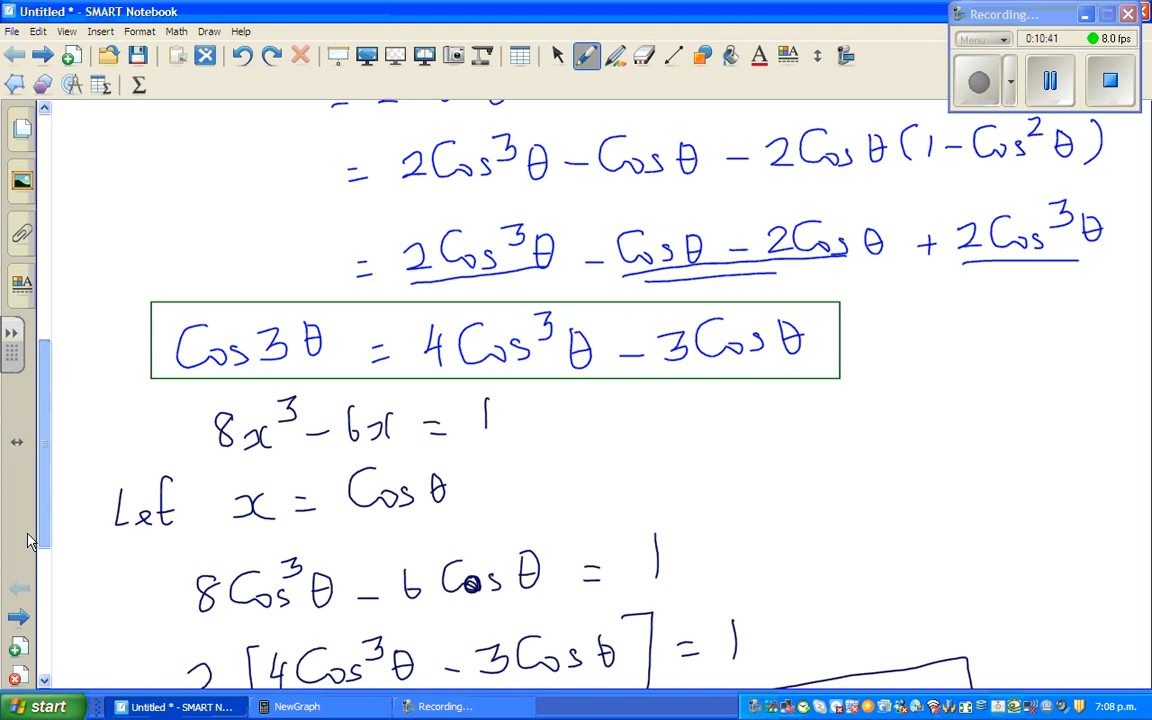 Untitled * - SMART Notebook
File Edit View Insert Format Math Draw Help
Recording...
Menu 0:10:41 8.0 fps
= 2Cos³θ - Cosθ - 2Cosθ (1 - Cos²θ)
= 2Cos³θ - Cosθ - 2Cosθ + 2Cos³θ
Cos3θ = 4Cos³θ - 3Cosθ
8x³ - 6x = 1
Let x = Cosθ
8Cos³θ - 6Cosθ = 1
2 [4Cos³θ - 3Cosθ] = 1
start Untitled * - SMART N... NewGraph Recording... 7:08 p.m.